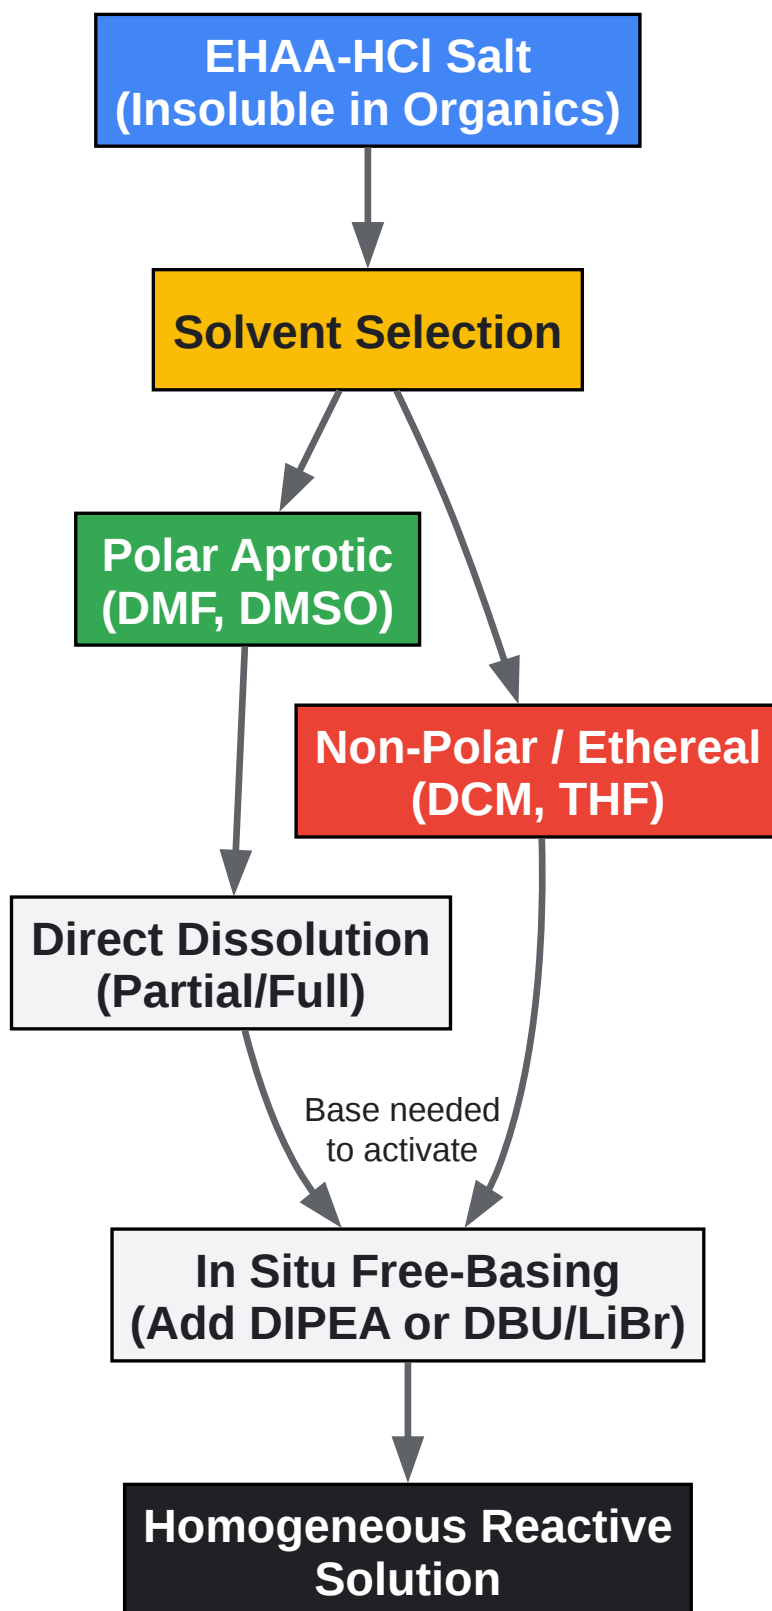 EHAA-HCl Salt
(Insoluble in Organics)
Solvent Selection
Polar Aprotic
(DMF, DMSO)
Non-Polar / Ethereal
(DCM, THF)
Direct Dissolution
(Partial/Full)
Base needed
to activate
In Situ Free-Basing
(Add DIPEA or DBU/LiBr)
Homogeneous Reactive
Solution